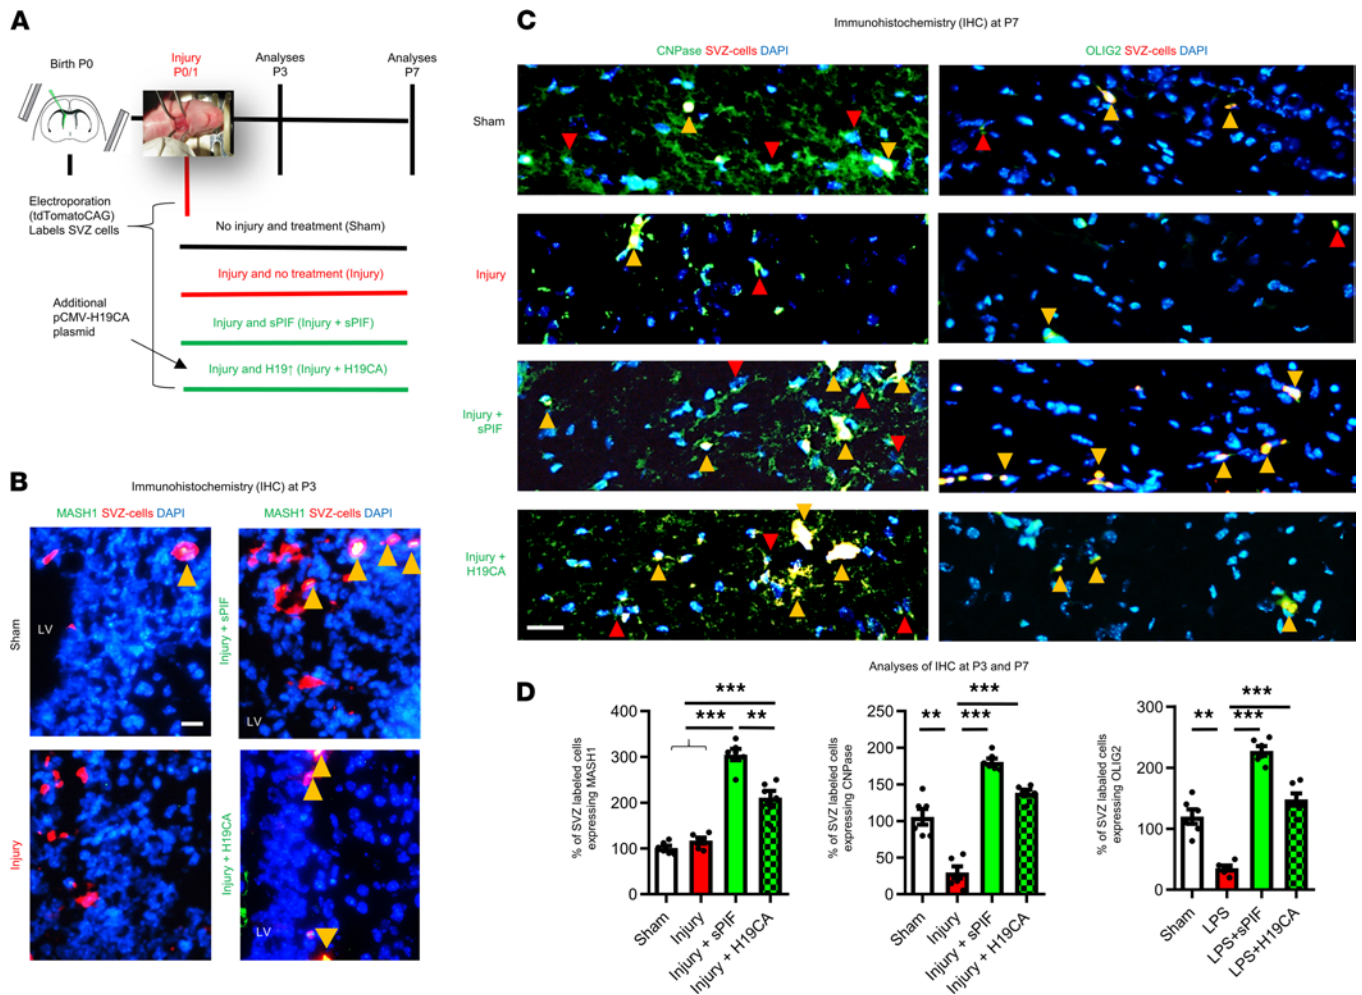 A
Birth P0
Injury
P0/1
Analyses
P3
Analyses
P7
Electroporation
(tdTomatoCAG)
Labels SVZ cells
No injury and treatment (Sham)
Injury and no treatment (Injury)
Additional
pCMV-H19CA
plasmid
Injury and sPIF (Injury + sPIF)
Injury and H19↑ (Injury + H19CA)
B
Immunohistochemistry (IHC) at P3
MASH1 SVZ-cells DAPI
MASH1 SVZ-cells DAPI
Sham
LV
Injury + sPIF
LV
Injury
Injury + H19CA
LV
C
Immunohistochemistry (IHC) at P7
CNPase SVZ-cells DAPI
OLIG2 SVZ-cells DAPI
Sham
Injury
Injury +
sPIF
Injury +
H19CA
D
Analyses of IHC at P3 and P7
% of SVZ labeled cells
expressing MASH1
400
300
200
100
0
***
***
**
Sham
Injury
Injury + sPIF
Injury + H19CA
% of SVZ labeled cells
expressing CNPase
250
200
150
100
50
0
***
**
***
Sham
Injury
Injury + sPIF
Injury + H19CA
% of SVZ labeled cells
expressing OLIG2
300
200
100
0
***
**
***
Sham
LPS
LPS+sPIF
LPS+H19CA